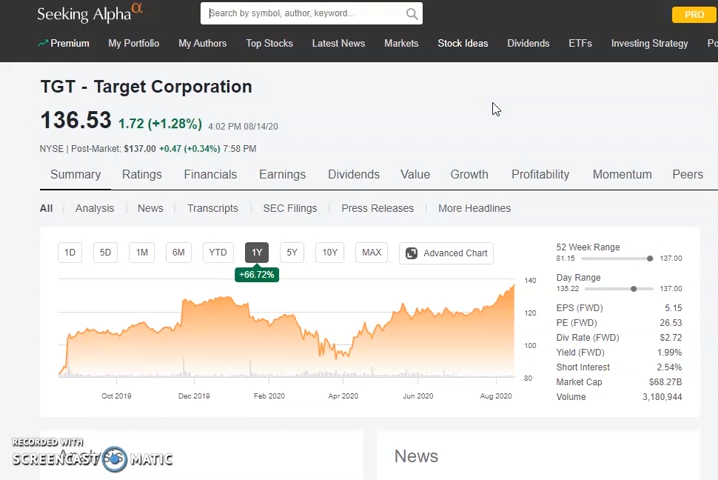 Seeking Alpha α
Search by symbol, author, keyword...
PRO
Premium My Portfolio My Authors Top Stocks Latest News Markets Stock Ideas Dividends ETFs Investing Strategy Po
TGT - Target Corporation
136.53 1.72 (+1.28%) 4:02 PM 08/14/20
NYSE | Post-Market: $137.00 +0.47 (+0.34%) 7:58 PM
Summary Ratings Financials Earnings Dividends Value Growth Profitability Momentum Peers
All Analysis News Transcripts SEC Filings Press Releases More Headlines
1D 5D 1M 6M YTD 1Y 5Y 10Y MAX Advanced Chart
+66.72%
140
120
100
80
Oct 2019 Dec 2019 Feb 2020 Apr 2020 Jun 2020 Aug 2020
52 Week Range
81.15 137.00
Day Range
135.22 137.00
EPS (FWD) 5.15
PE (FWD) 26.53
Div Rate (FWD) $2.72
Yield (FWD) 1.99%
Short Interest 2.54%
Market Cap $68.27B
Volume 3,180,944
RECORDED WITH
SCREENCAST MATIC
Analysis
News